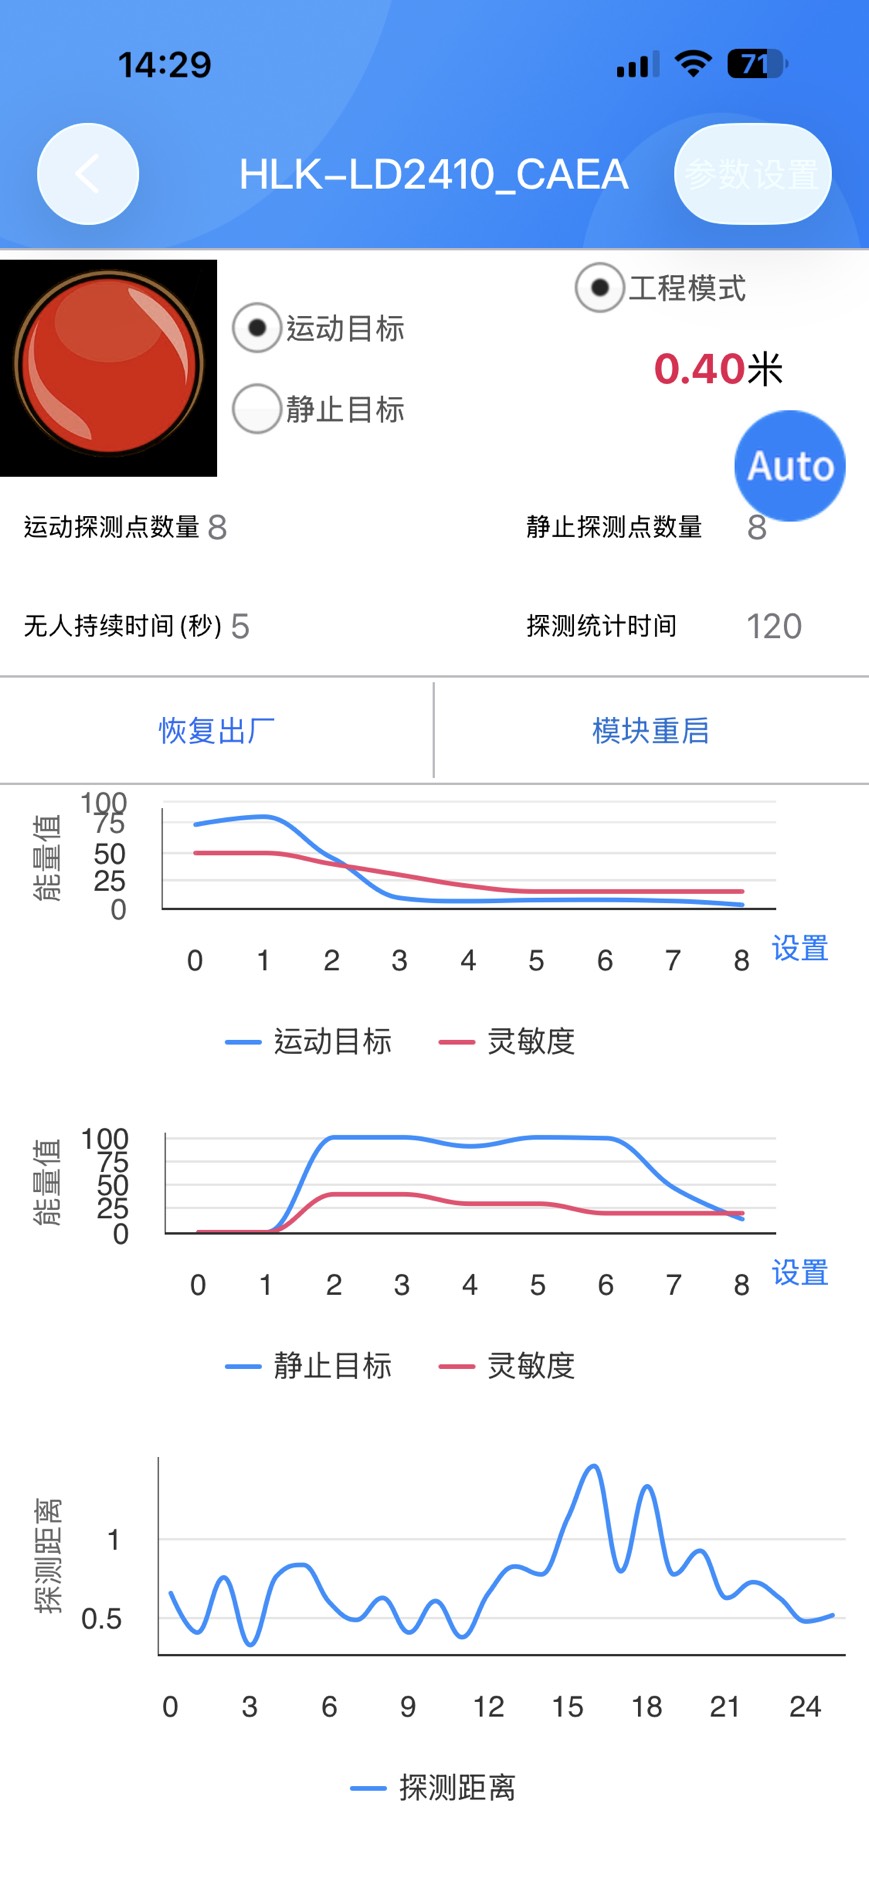 14:29
71
HLK-LD2410_CAEA
参数设置
运动目标
工程模式
静止目标
0.40米
Auto
运动探测点数量 8
静止探测点数量 8
无人持续时间(秒) 5
探测统计时间 120
恢复出厂
模块重启
能量值
100
75
50
25
0
0 1 2 3 4 5 6 7 8
设置
运动目标 灵敏度
能量值
100
75
50
25
0
0 1 2 3 4 5 6 7 8
设置
静止目标 灵敏度
探测距离
1
0.5
0 3 6 9 12 15 18 21 24
探测距离